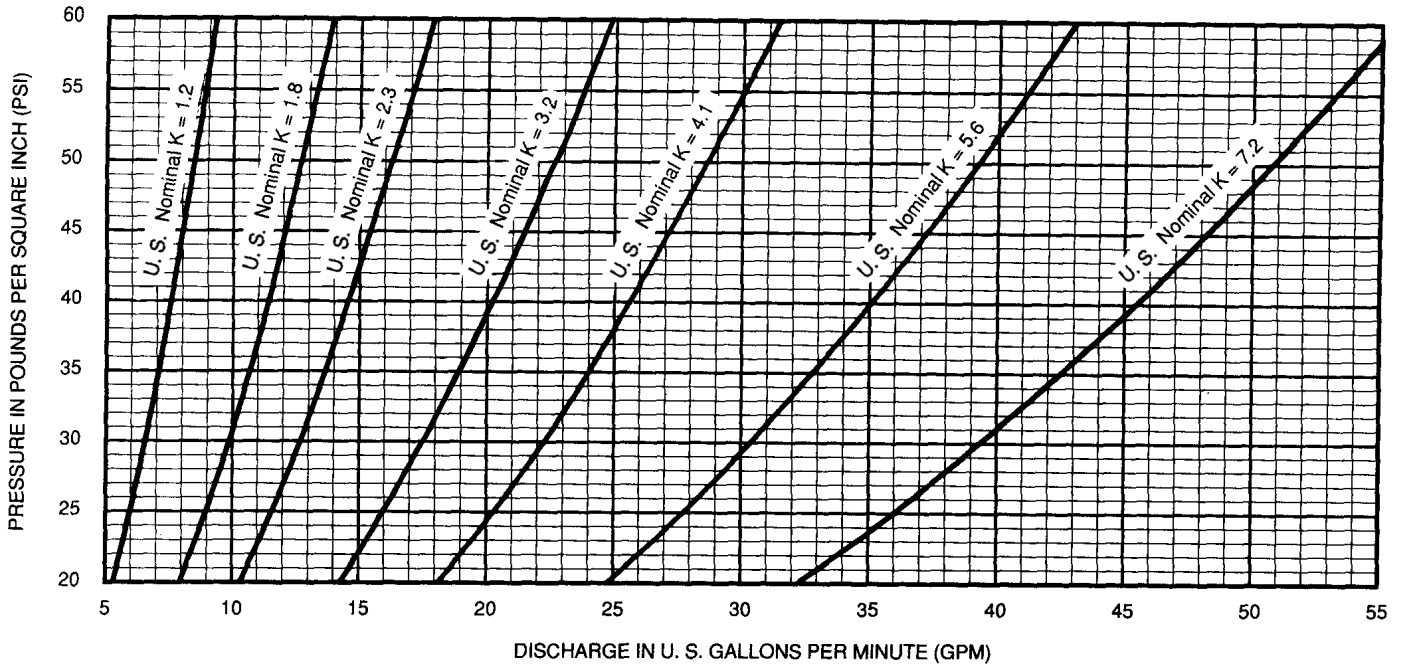 PRESSURE IN POUNDS PER SQUARE INCH (PSI)
60
55
50
45
40
35
30
25
20
U. S. Nominal K = 1.2
U. S. Nominal K = 1.8
U. S. Nominal K = 2.3
U. S. Nominal K = 3.2
U. S. Nominal K = 4.1
U. S. Nominal K = 5.6
U. S. Nominal K = 7.2
5 10 15 20 25 30 35 40 45 50 55
DISCHARGE IN U. S. GALLONS PER MINUTE (GPM)